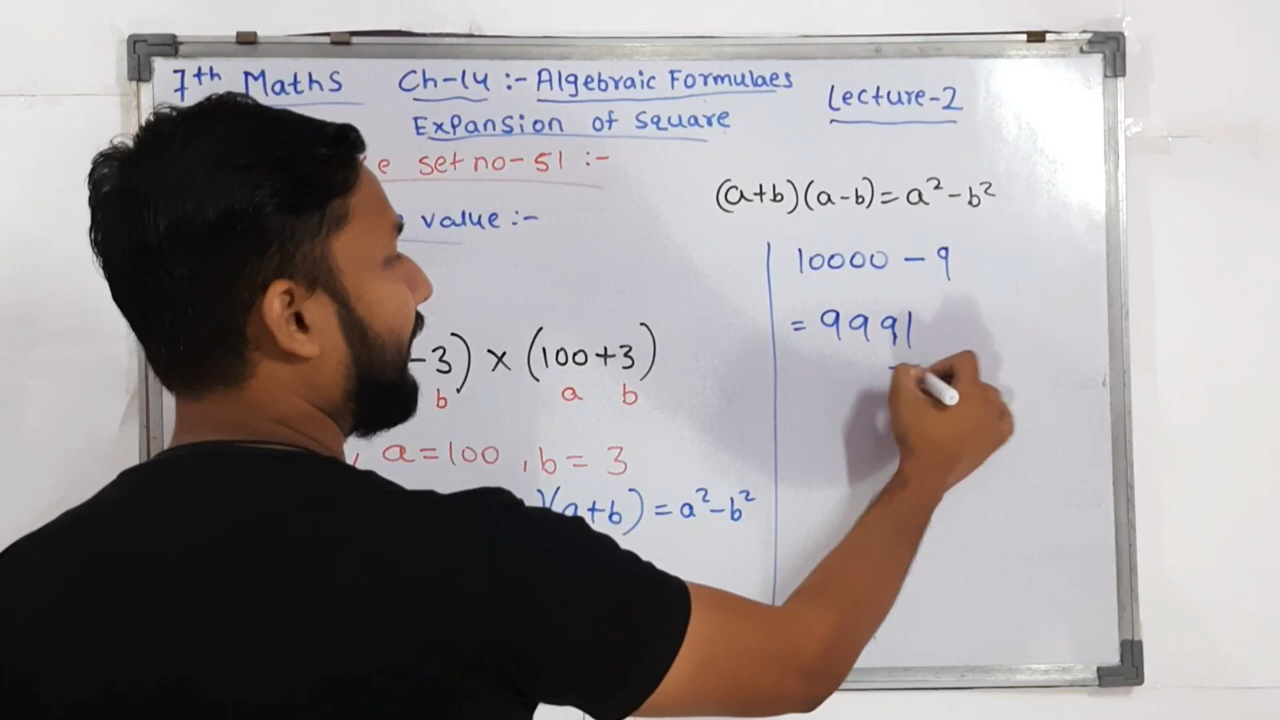 7th Maths Ch-14 :- Algebraic Formulaes Lecture-2
Expansion of square
set no- 51 :-
value :-
(a+b)(a-b)=a²-b²
10000 - 9
= 9991
-3) × (100+3)
b a b
, a=100 , b= 3
)(a+b) = a²-b²